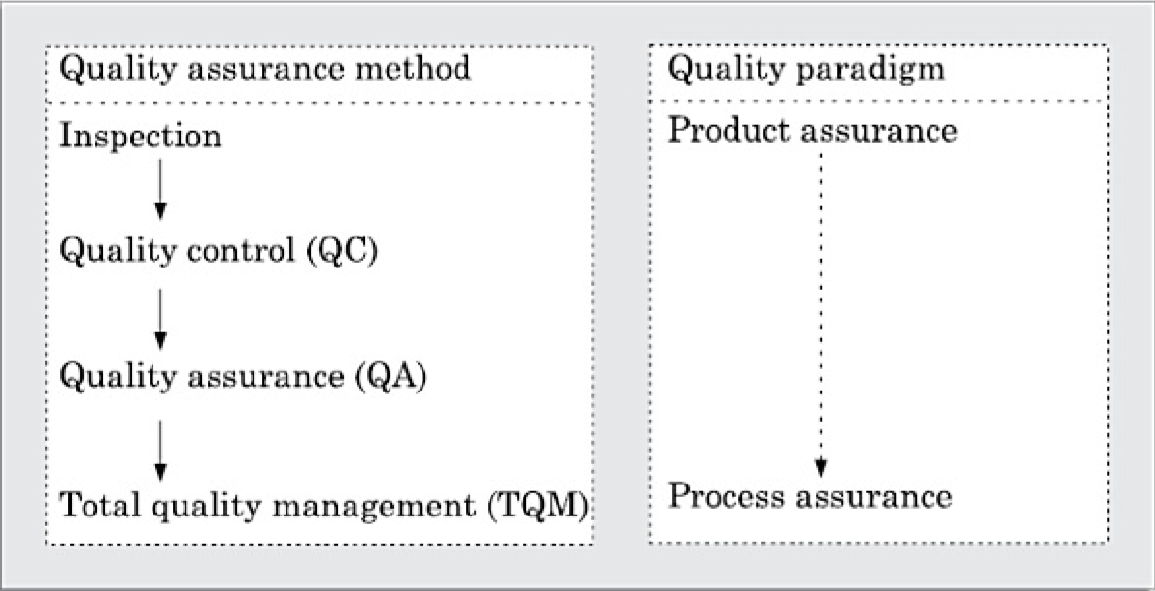 Quality assurance method
Inspection
Quality control (QC)
Quality assurance (QA)
Total quality management (TQM)
Quality paradigm
Product assurance
Process assurance